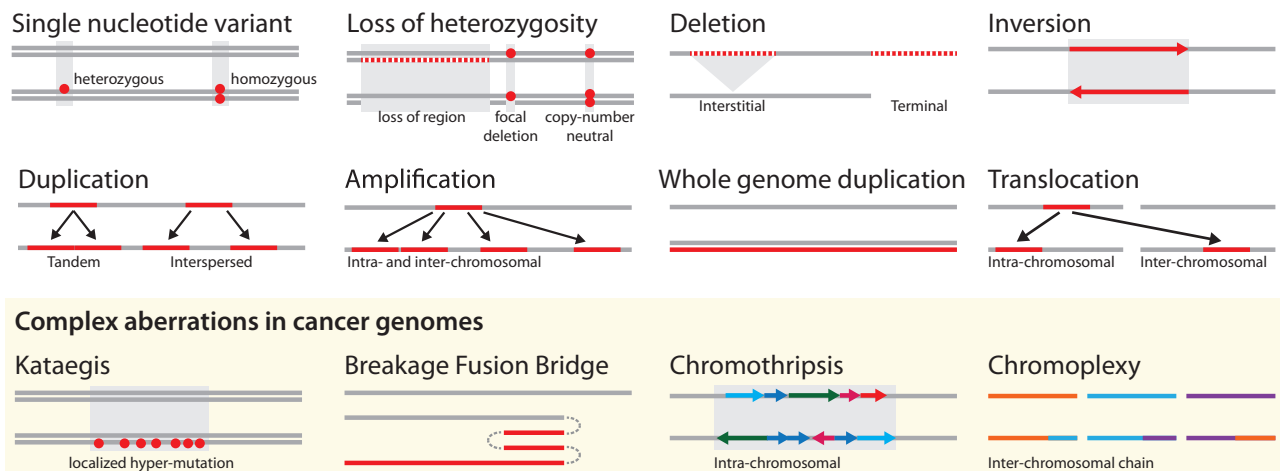 Single nucleotide variant
heterozygous
homozygous
Loss of heterozygosity
loss of region
focal
deletion
copy-number
neutral
Deletion
Interstitial
Terminal
Inversion
Duplication
Tandem
Interspersed
Amplification
Intra- and inter-chromosomal
Whole genome duplication
Translocation
Intra-chromosomal
Inter-chromosomal
Complex aberrations in cancer genomes
Kataegis
localized hyper-mutation
Breakage Fusion Bridge
Chromothripsis
Intra-chromosomal
Chromoplexy
Inter-chromosomal chain